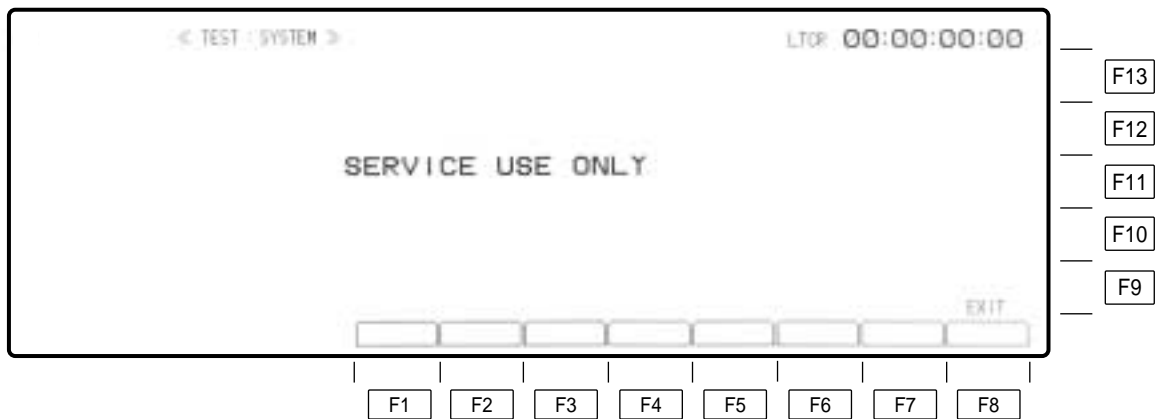 < TEST : SYSTEM > LTCR 00:00:00:00
F13
F12
SERVICE USE ONLY
F11
F10
F9
EXIT
F1 F2 F3 F4 F5 F6 F7 F8